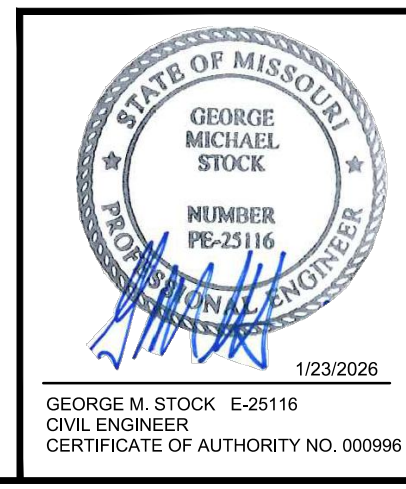 STATE OF MISSOURI
GEORGE
MICHAEL
STOCK
NUMBER
PE-25116
PROFESSIONAL ENGINEER
1/23/2026
GEORGE M. STOCK E-25116
CIVIL ENGINEER
CERTIFICATE OF AUTHORITY NO. 000996